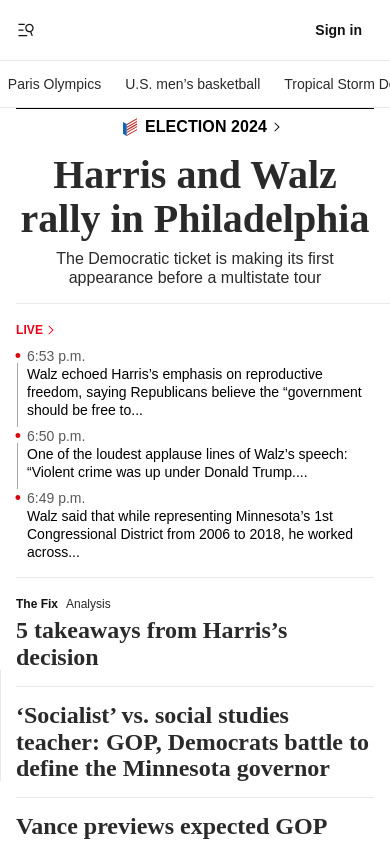 Sign in
Paris Olympics U.S. men’s basketball Tropical Storm D
ELECTION 2024
Harris and Walz
rally in Philadelphia
The Democratic ticket is making its first
appearance before a multistate tour
LIVE
6:53 p.m.
Walz echoed Harris’s emphasis on reproductive
freedom, saying Republicans believe the “government
should be free to...
6:50 p.m.
One of the loudest applause lines of Walz’s speech:
“Violent crime was up under Donald Trump....
6:49 p.m.
Walz said that while representing Minnesota’s 1st
Congressional District from 2006 to 2018, he worked
across...
The Fix Analysis
5 takeaways from Harris’s
decision
‘Socialist’ vs. social studies
teacher: GOP, Democrats battle to
define the Minnesota governor
Vance previews expected GOP